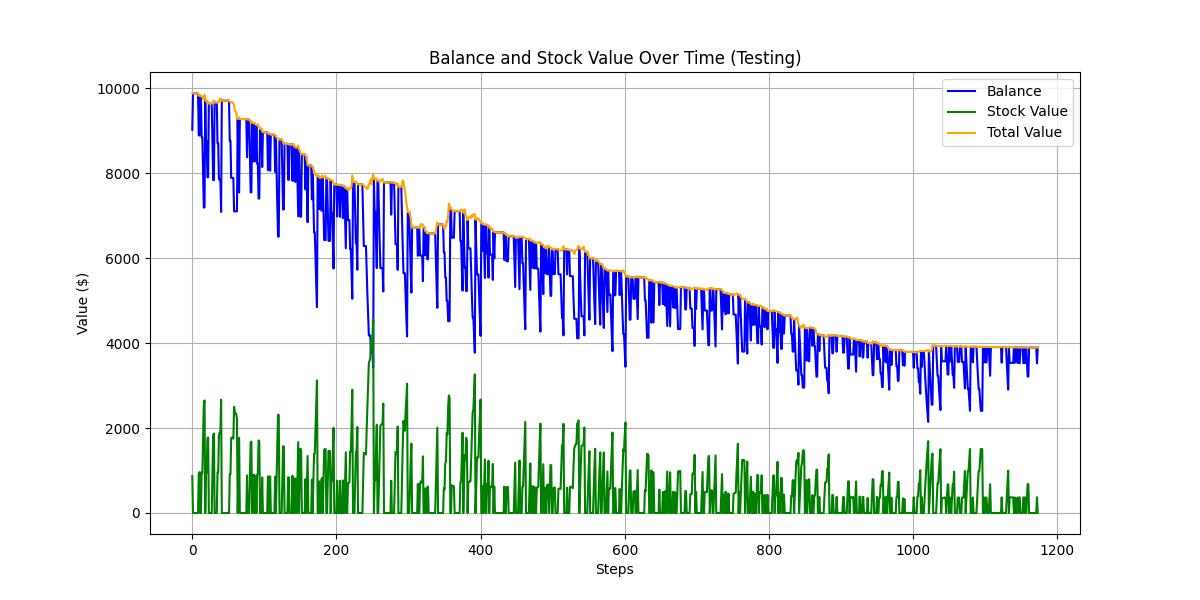 Balance and Stock Value Over Time (Testing)
Balance
Stock Value
Total Value
Value ($)
10000
8000
6000
4000
2000
0
0 200 400 600 800 1000 1200
Steps